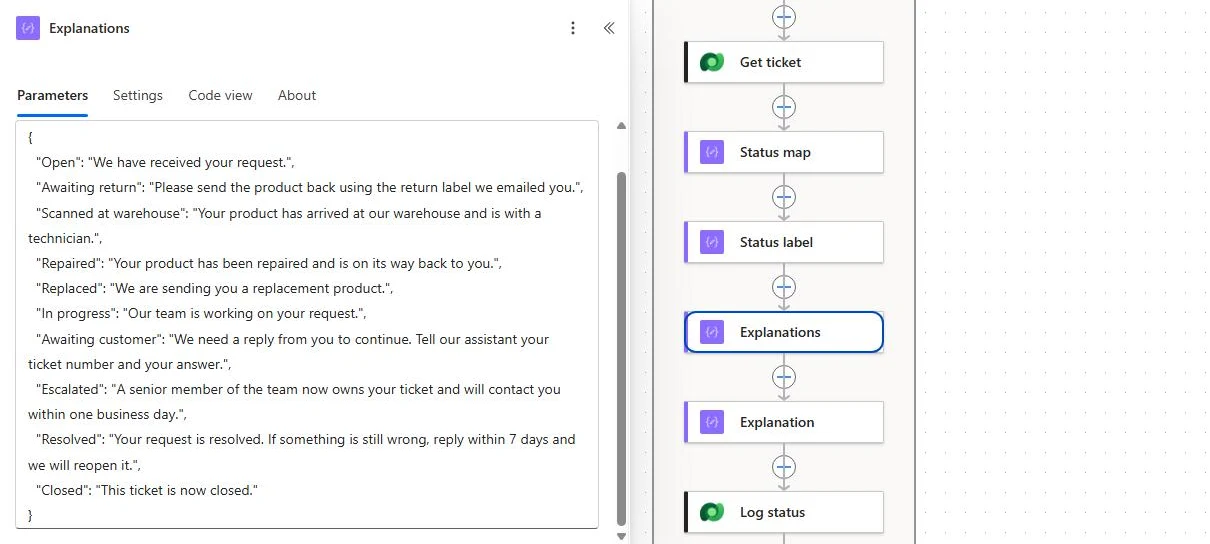 Explanations
Parameters
Settings
Code view
About
{
"Open": "We have received your request.",
"Awaiting return": "Please send the product back using the return label we emailed you.",
"Scanned at warehouse": "Your product has arrived at our warehouse and is with a
technician.",
"Repaired": "Your product has been repaired and is on its way back to you.",
"Replaced": "We are sending you a replacement product.",
"In progress": "Our team is working on your request.",
"Awaiting customer": "We need a reply from you to continue. Tell our assistant your
ticket number and your answer.",
"Escalated": "A senior member of the team now owns your ticket and will contact you
within one business day.",
"Resolved": "Your request is resolved. If something is still wrong, reply within 7 days and
we will reopen it.",
"Closed": "This ticket is now closed."
}
Get ticket
Status map
Status label
Explanations
Explanation
Log status